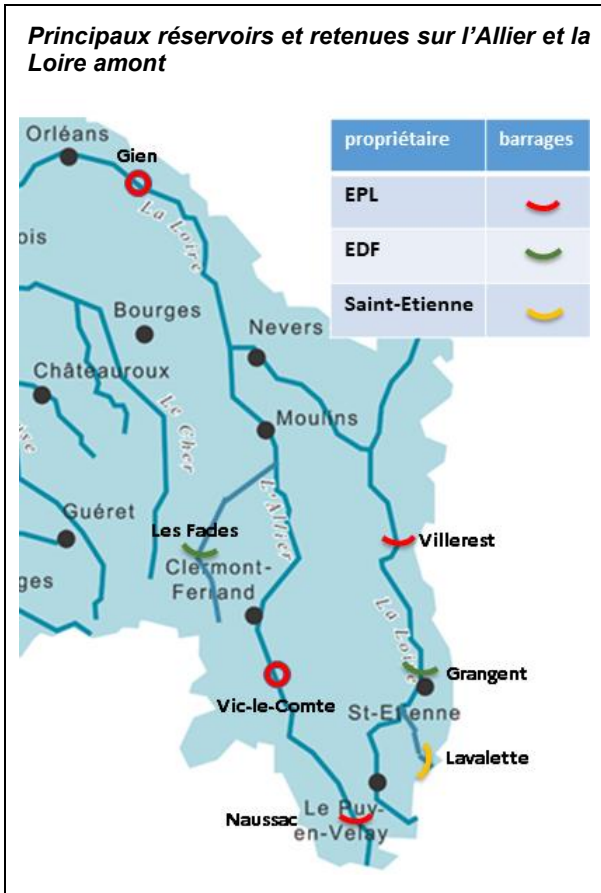 Principaux réservoirs et retenues sur l’Allier et la
Loire amont
propriétaire barrages
EPL
EDF
Saint-Etienne
Orléans
Gien
La Loire
ois
Bourges
Nevers
Châteauroux
Le Cher
Moulins
Guéret
L'Allier
Les Fades
Villerest
Clermont-
Ferrand
ges
La Loire
Grangent
Vic-le-Comte
St-Etienne
Lavalette
Naussac
Le Puy-
en-Velay